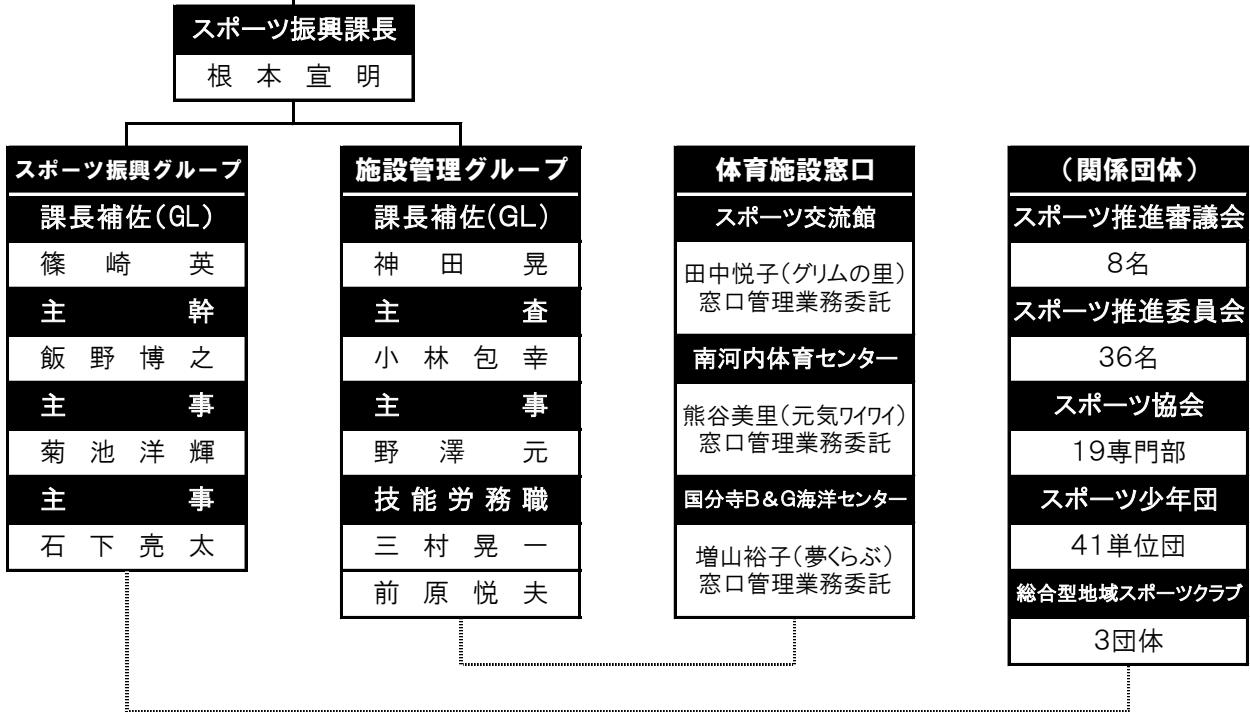 スポーツ振興課長
根本宣明
スポーツ振興グループ
課長補佐(GL)
篠崎英
主幹
飯野博之
主事
菊池洋輝
主事
石下亮太
施設管理グループ
課長補佐(GL)
神田晃
主査
小林包幸
主事
野澤元
技能労務職
三村晃一
前原悦夫
体育施設窓口
スポーツ交流館
田中悦子(グリムの里)
窓口管理業務委託
南河内体育センター
熊谷美里(元気ワイワイ)
窓口管理業務委託
国分寺B&G海洋センター
増山裕子(夢くらぶ)
窓口管理業務委託
(関係団体)
スポーツ推進審議会
8名
スポーツ推進委員会
36名
スポーツ協会
19専門部
スポーツ少年団
41単位団
総合型地域スポーツクラブ
3団体